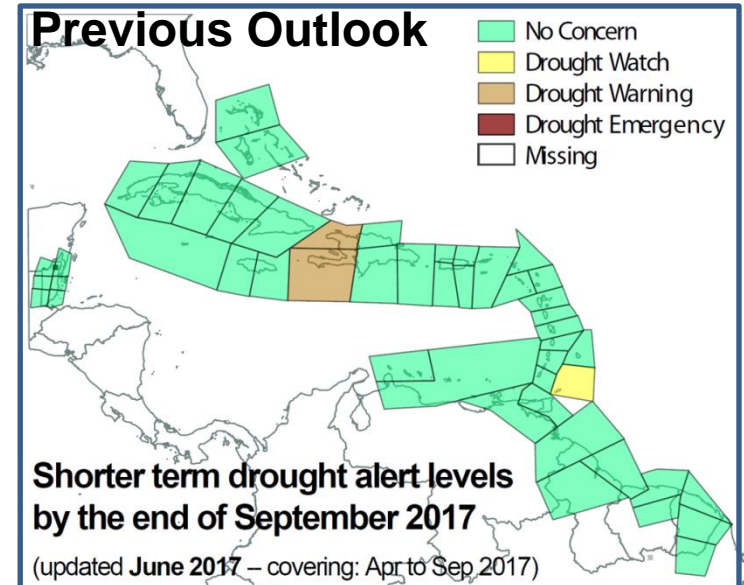 Previous Outlook
No Concern
Drought Watch
Drought Warning
Drought Emergency
Missing
Shorter term drought alert levels
by the end of September 2017
(updated June 2017 – covering: Apr to Sep 2017)